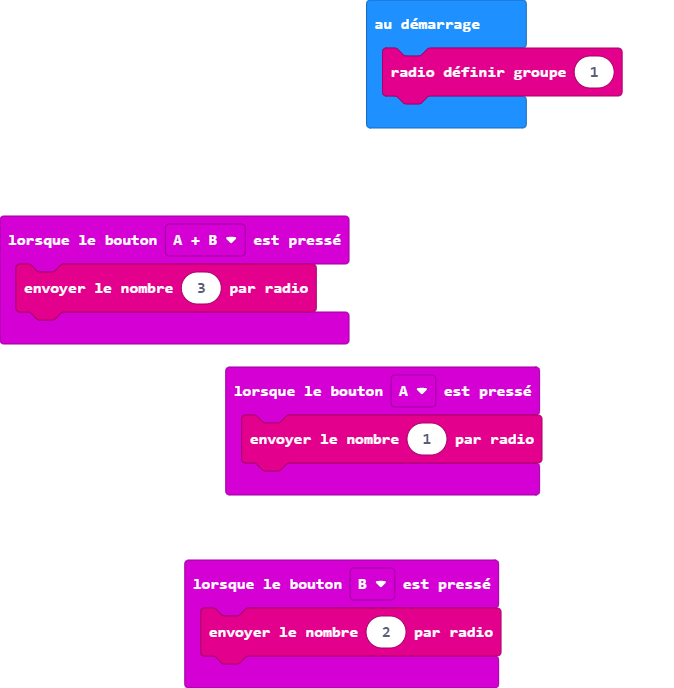 au démarrage
radio définir groupe 1
lorsque le bouton A + B est pressé
envoyer le nombre 3 par radio
lorsque le bouton A est pressé
envoyer le nombre 1 par radio
lorsque le bouton B est pressé
envoyer le nombre 2 par radio